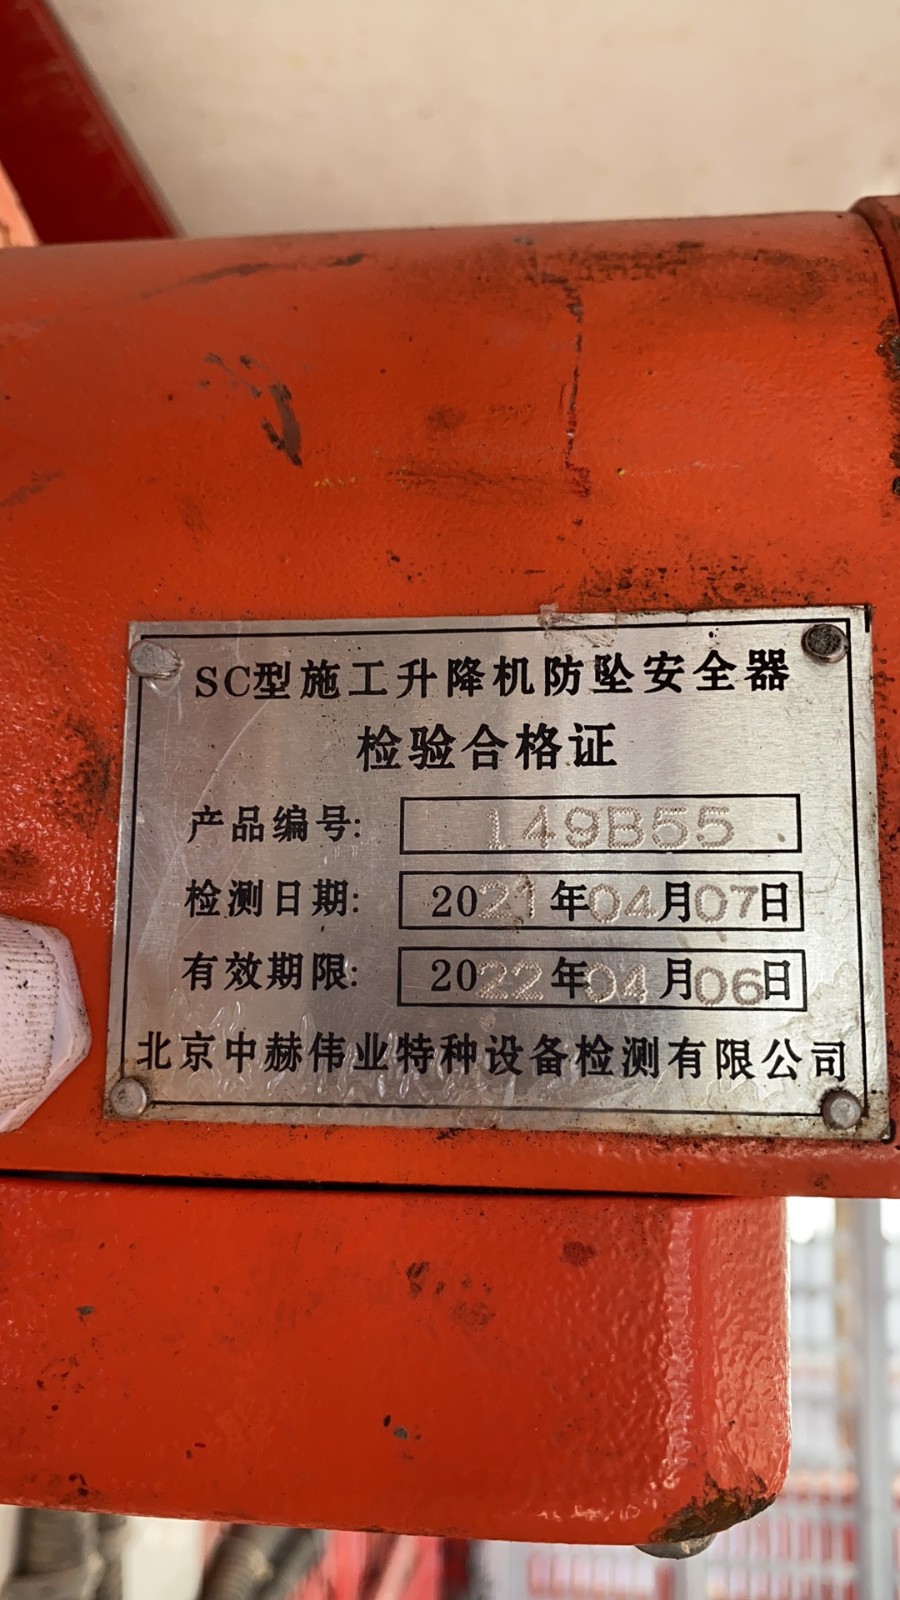 SC型施工升降机防坠安全器
检验合格证
产品编号: 149B55
检测日期: 2021年04月07日
有效期限: 2022年04月06日
北京中赫伟业特种设备检测有限公司